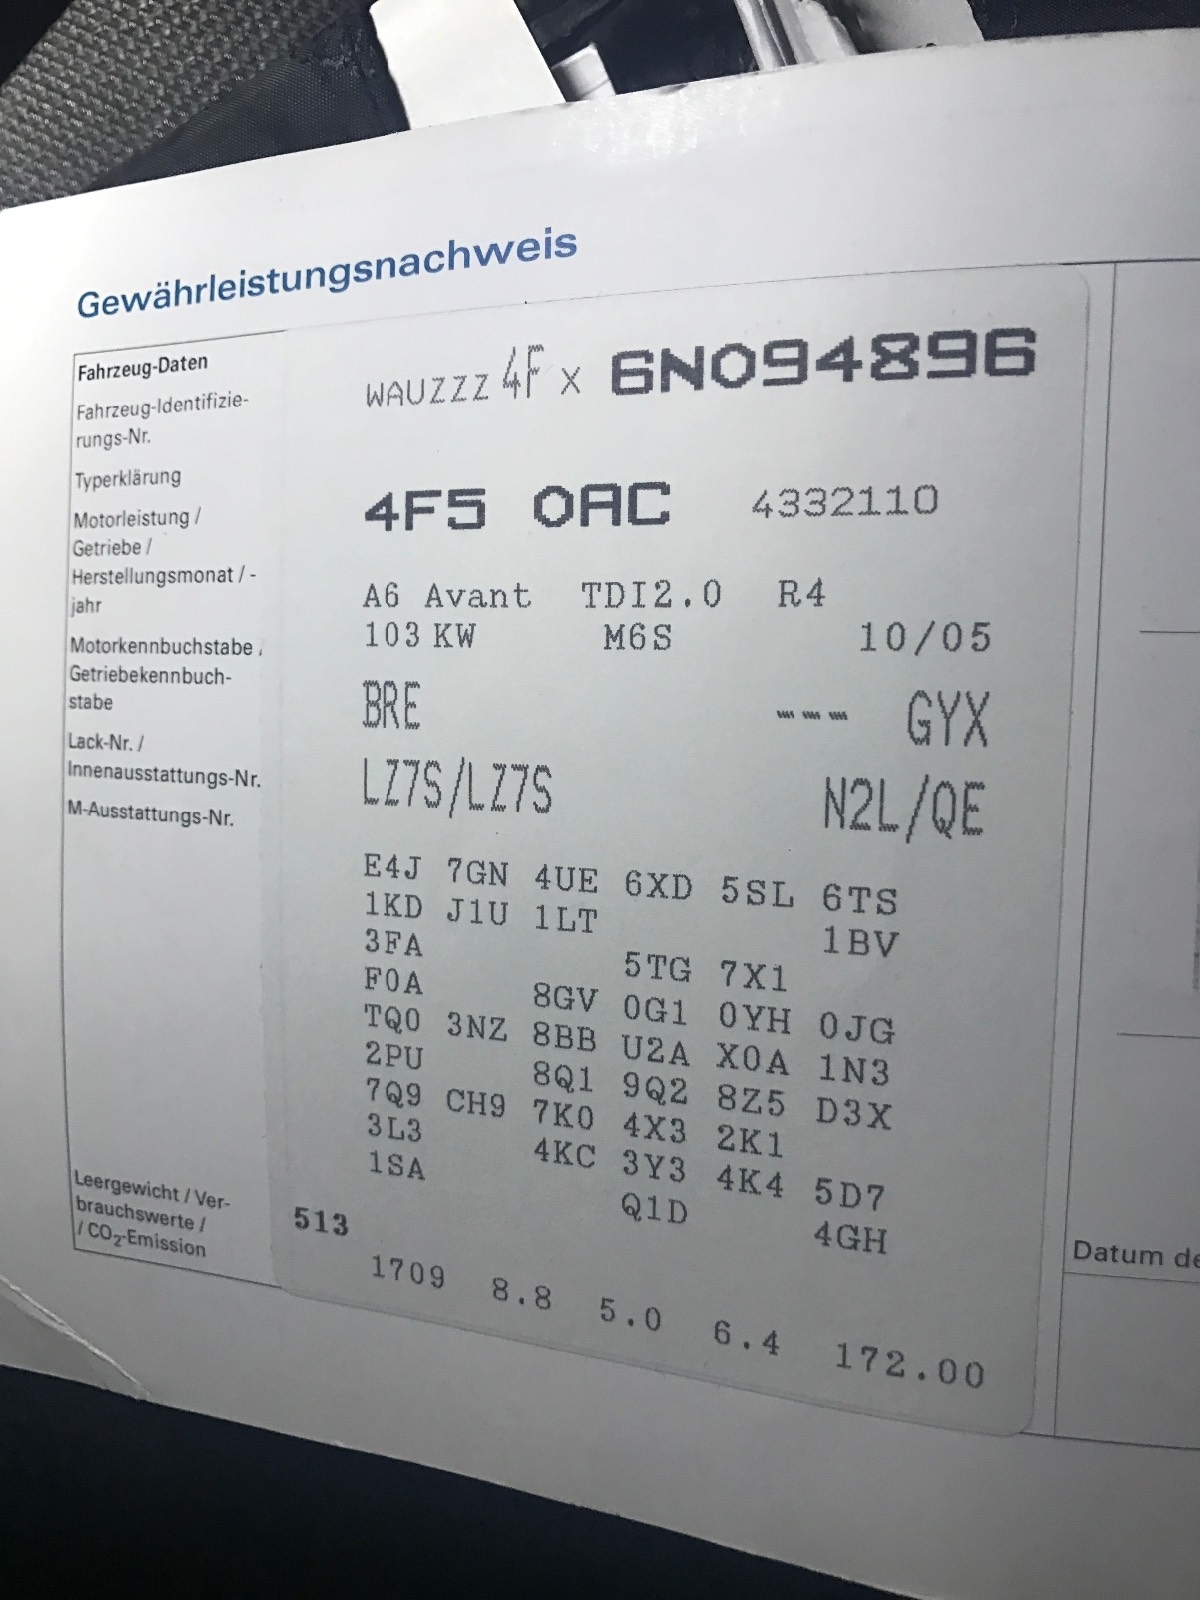 Gewährleistungsnachweis
Fahrzeug-Daten
Fahrzeug-Identifizie-
rungs-Nr.
Typerklärung
Motorleistung /
Getriebe /
Herstellungsmonat / -
jahr
Motorkennbuchstabe /
Getriebekennbuch-
stabe
Lack-Nr. /
Innenausstattungs-Nr.
M-Ausstattungs-Nr.
Leergewicht / Ver-
brauchswerte /
/ CO₂-Emission
WAUZZZ 4F X 6N094896
4F5 0AC 4332110
A6 Avant TDI2.0 R4
103 KW M6S 10/05
BRE --- GYX
LZ7S/LZ7S N2L/QE
E4J 7GN 4UE 6XD 5SL 6TS
1KD J1U 1LT 1BV
3FA 5TG 7X1
F0A 8GV 0G1 0YH 0JG
TQ0 3NZ 8BB U2A X0A 1N3
2PU 8Q1 9Q2 8Z5 D3X
7Q9 CH9 7K0 4X3 2K1
3L3 4KC 3Y3 4K4 5D7
1SA Q1D 4GH
513
1709 8.8 5.0 6.4 172.00
Datum de